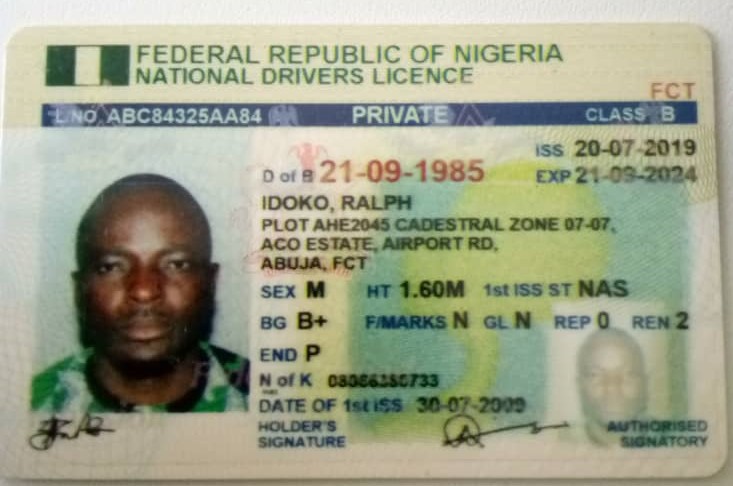 FEDERAL REPUBLIC OF NIGERIA
NATIONAL DRIVERS LICENCE
FCT
L/NO ABC84325AA84 PRIVATE CLASS B
ISS 20-07-2019
D of B 21-09-1985 EXP 21-09-2024
IDOKO, RALPH
PLOT AHE2045 CADESTRAL ZONE 07-07,
ACO ESTATE, AIRPORT RD,
ABUJA, FCT
SEX M HT 1.60M 1st ISS ST NAS
BG B+ F/MARKS N GL N REP 0 REN 2
END P
N of K
DATE OF 1st ISS 30-07-2009
HOLDER'S
SIGNATURE
AUTHORISED
SIGNATORY